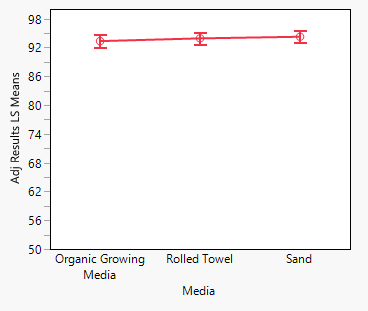 98
92
86
80
74
68
62
56
50
Adj Results LS Means
Organic Growing
Media
Rolled Towel
Sand
Media